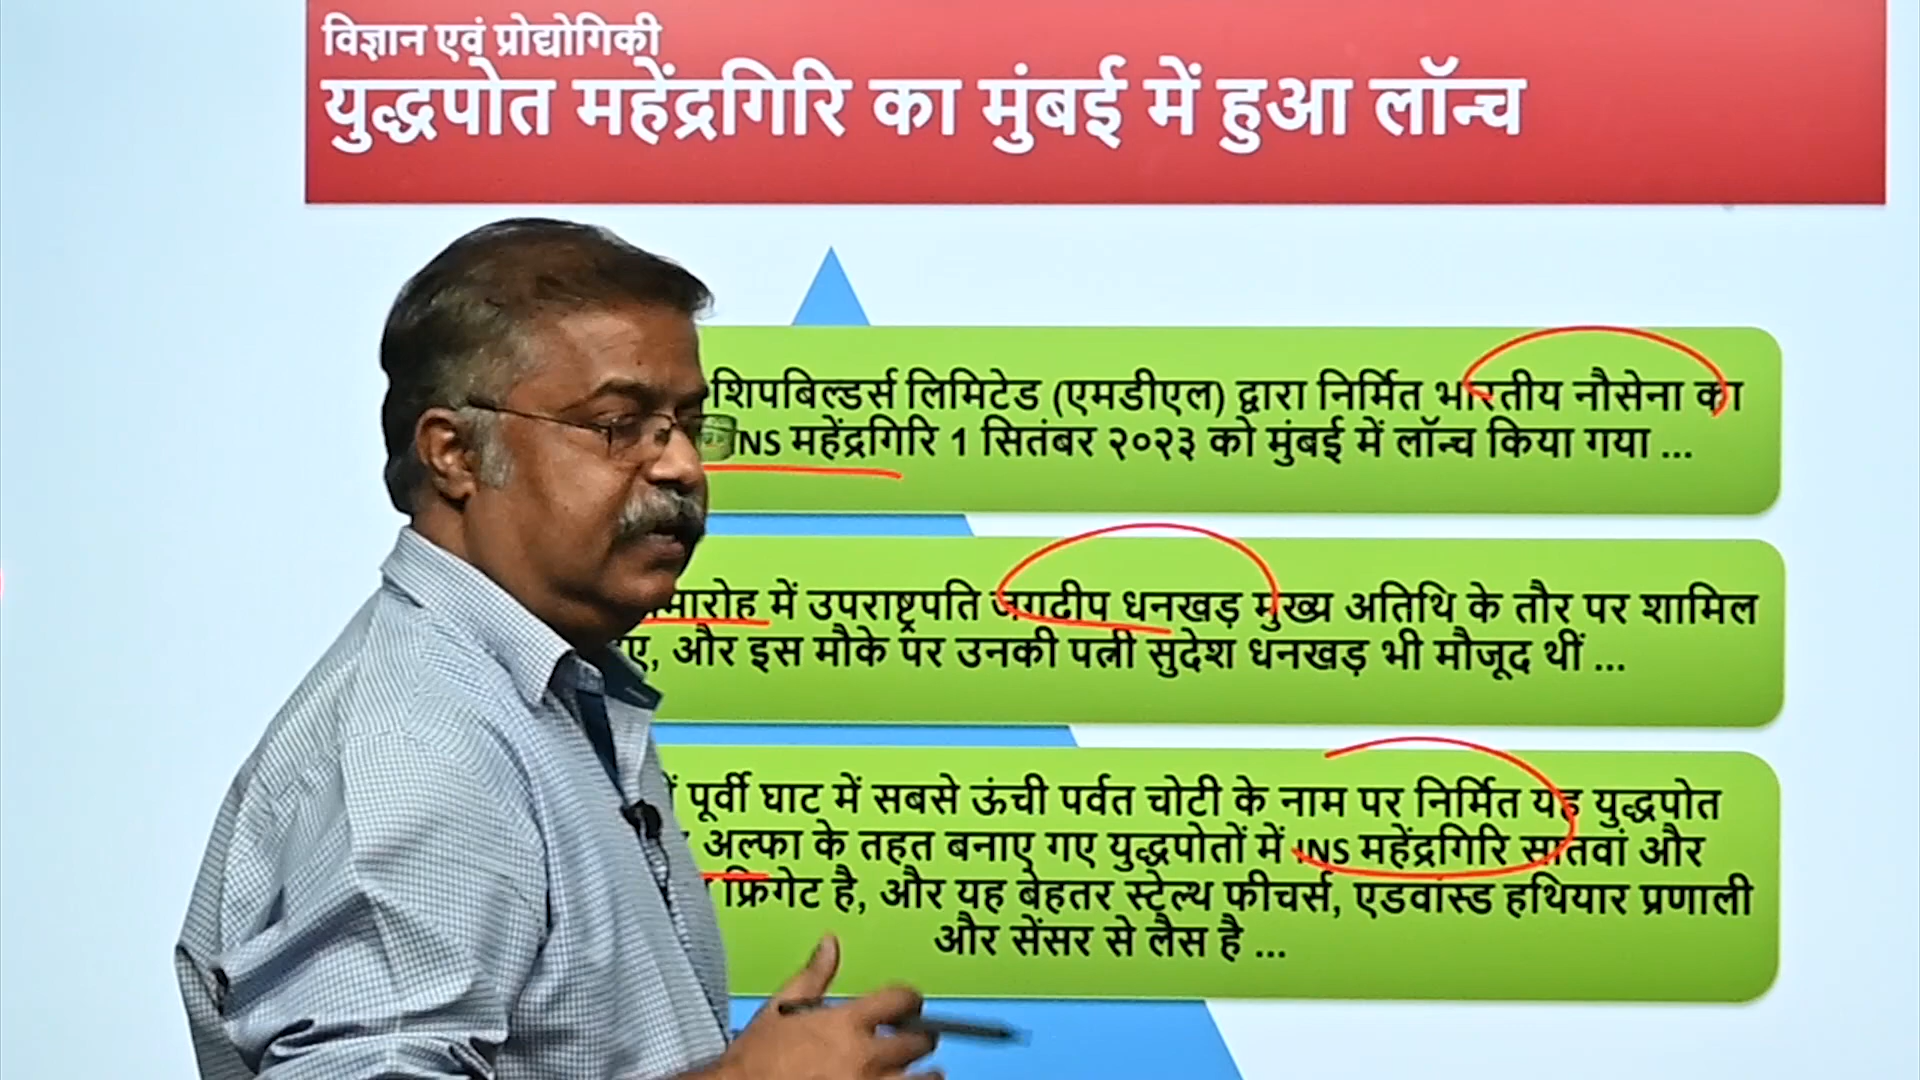 विज्ञान एवं प्रोद्योगिकी
युद्धपोत महेंद्रगिरि का मुंबई में हुआ लॉन्च
शिपबिल्डर्स लिमिटेड (एमडीएल) द्वारा निर्मित भारतीय नौसेना का
INS महेंद्रगिरि 1 सितंबर २०२३ को मुंबई में लॉन्च किया गया ...
में उपराष्ट्रपति जगदीप धनखड़ मुख्य अतिथि के तौर पर शामिल
और इस मौके पर उनकी पत्नी सुदेश धनखड़ भी मौजूद थीं ...
पूर्वी घाट में सबसे ऊंची पर्वत चोटी के नाम पर निर्मित यह युद्धपोत
अल्फा के तहत बनाए गए युद्धपोतों में INS महेंद्रगिरि सातवां और
फ्रिगेट है, और यह बेहतर स्टेल्थ फीचर्स, एडवांस्ड हथियार प्रणाली
और सेंसर से लैस है ...